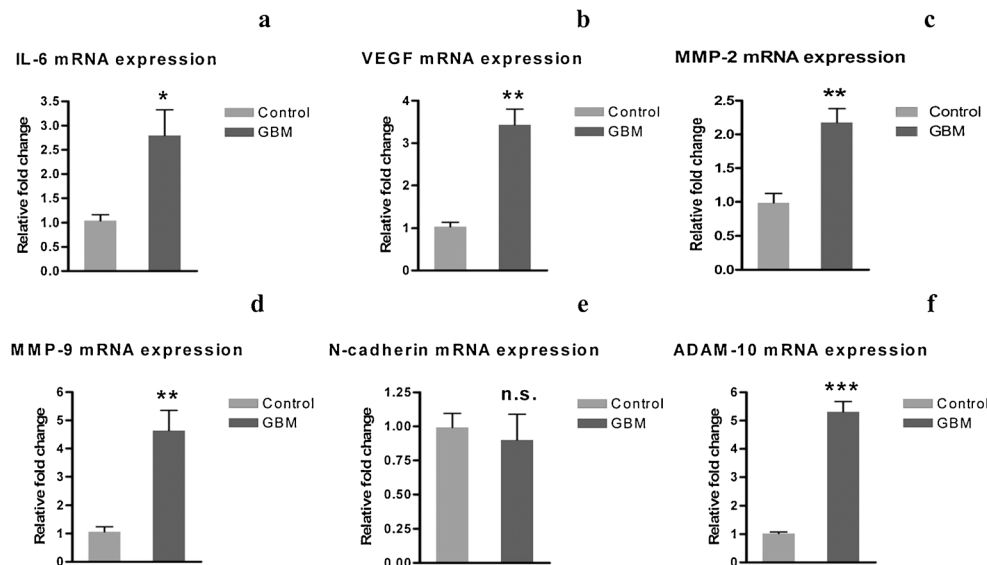 a
IL-6 mRNA expression
Relative fold change
3.5
3.0
2.5
2.0
1.5
1.0
0.5
0.0
*
Control
GBM
b
VEGF mRNA expression
Relative fold change
4
3
2
1
0
**
Control
GBM
c
MMP-2 mRNA expression
Relative fold change
2.5
2.0
1.5
1.0
0.5
0.0
**
Control
GBM
d
MMP-9 mRNA expression
Relative fold change
6
5
4
3
2
1
0
**
Control
GBM
e
N-cadherin mRNA expression
Relative fold change
1.25
1.00
0.75
0.50
0.25
0.00
n.s.
Control
GBM
f
ADAM-10 mRNA expression
Relative fold change
6
5
4
3
2
1
0
***
Control
GBM